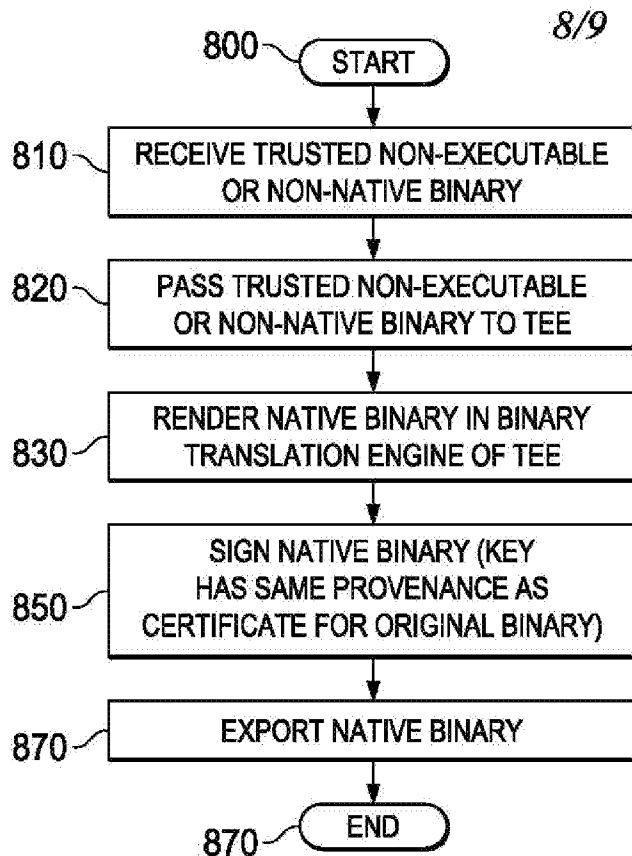 8/9
800
START
810
RECEIVE TRUSTED NON-EXECUTABLE
OR NON-NATIVE BINARY
820
PASS TRUSTED NON-EXECUTABLE
OR NON-NATIVE BINARY TO TEE
830
RENDER NATIVE BINARY IN BINARY
TRANSLATION ENGINE OF TEE
850
SIGN NATIVE BINARY (KEY
HAS SAME PROVENANCE AS
CERTIFICATE FOR ORIGINAL BINARY)
870
EXPORT NATIVE BINARY
870
END